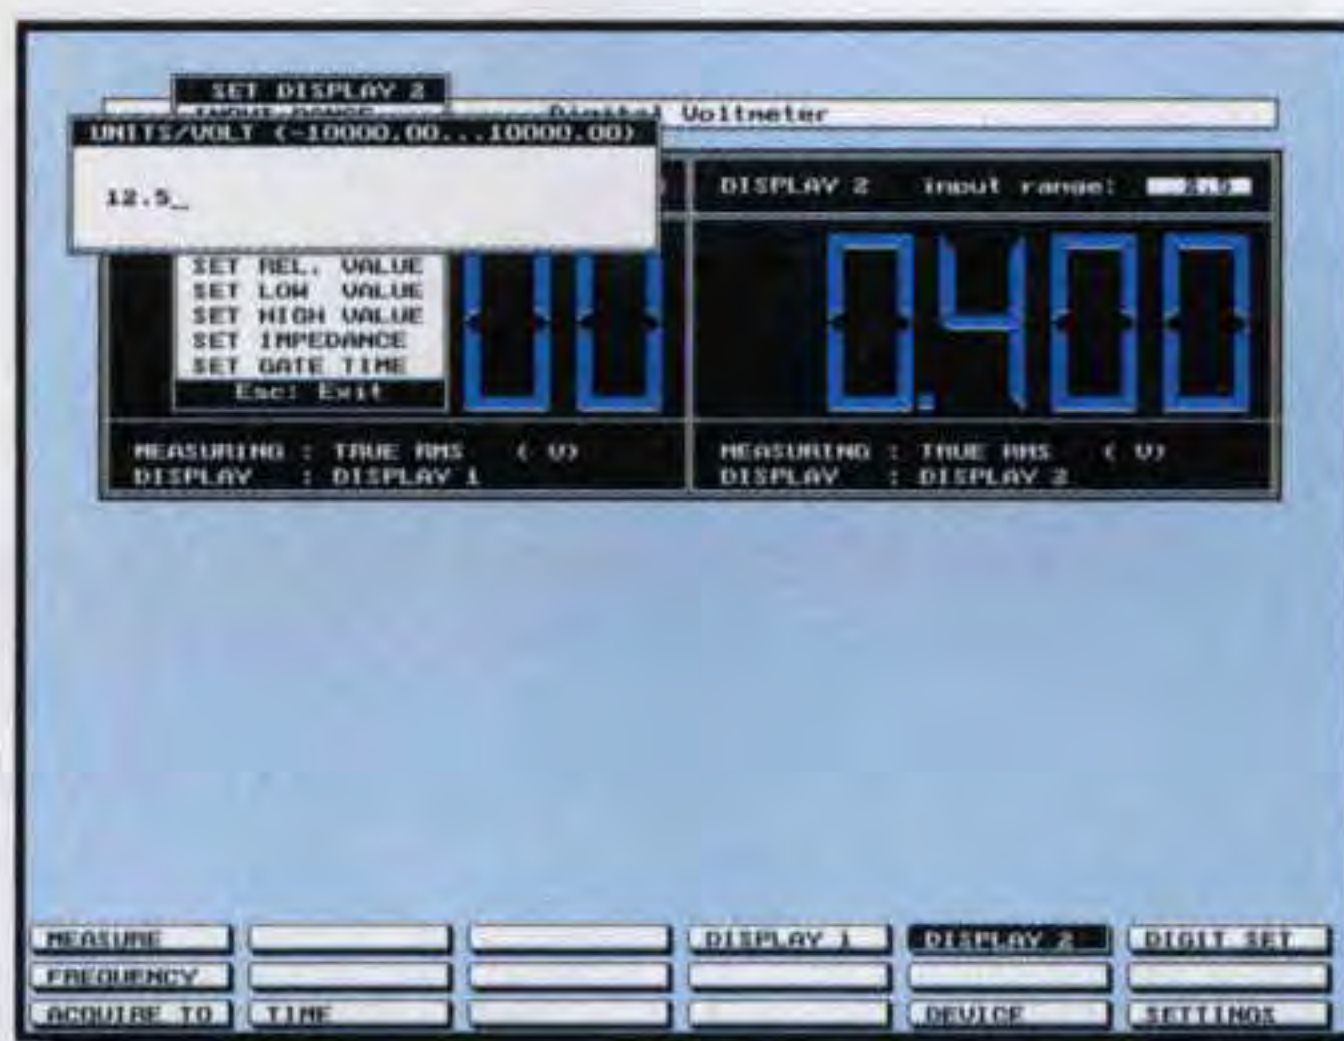 SET DISPLAY 2
Digital Voltmeter
UNITS/VOLT (-10000.00...10000.00)
12.5_
SET REL. VALUE
SET LOW VALUE
SET HIGH VALUE
SET IMPEDANCE
SET GATE TIME
Esc: Exit
00
MEASURING : TRUE RMS ( V)
DISPLAY : DISPLAY 1
DISPLAY 2 input range:
0.400
MEASURING : TRUE RMS ( V)
DISPLAY : DISPLAY 2
MEASURE
DISPLAY 1
DISPLAY 2
DIGIT SET
FREQUENCY
ACQUIRE TO
TIME
DEVICE
SETTINGS